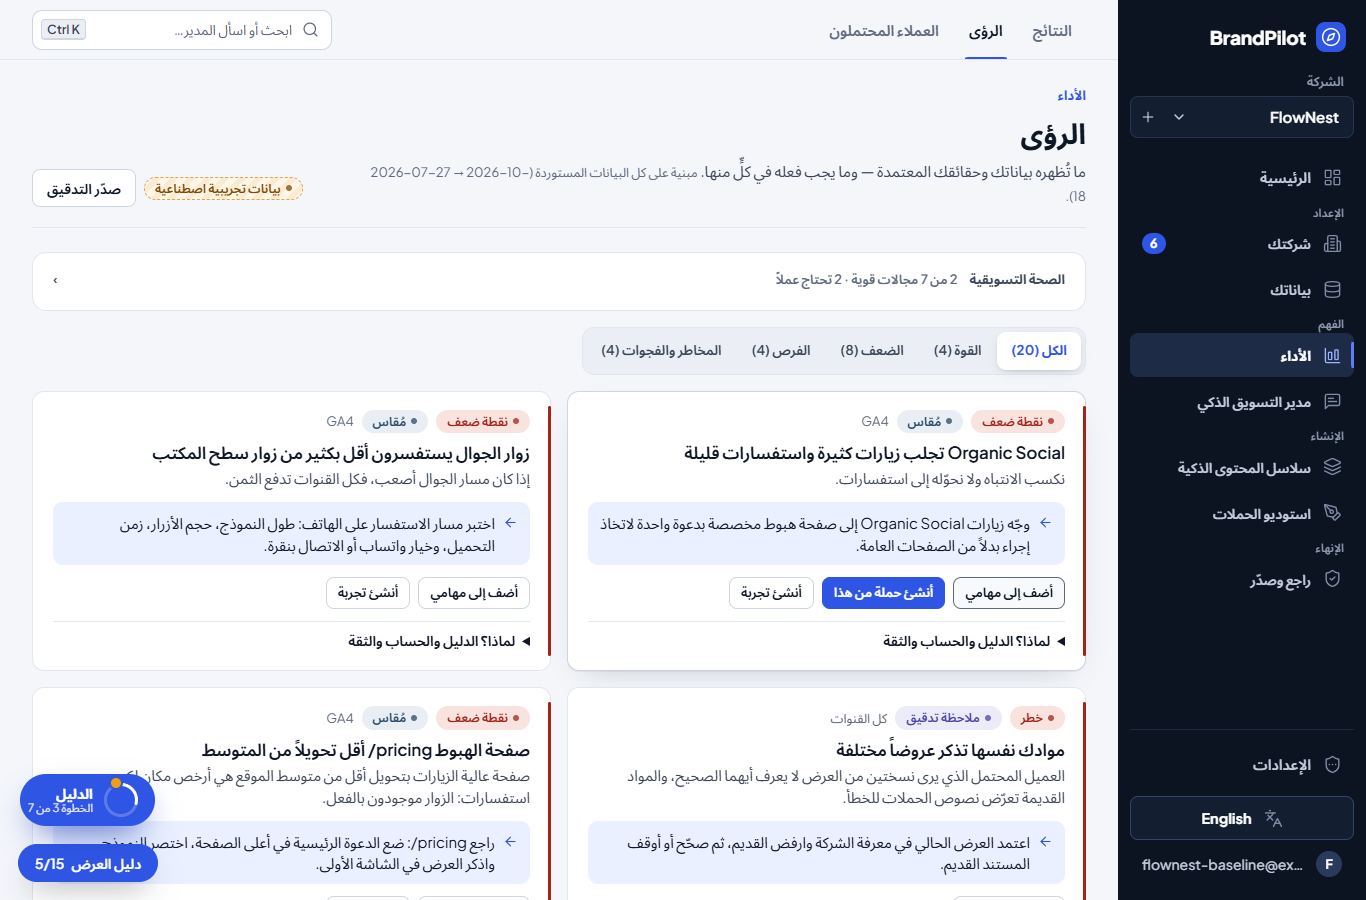 BrandPilot
الشركة
FlowNest
الرئيسية
الإعداد
شركتك 6
بياناتك
الفهم
الأداء
مدير التسويق الذكي
الإنشاء
سلاسل المحتوى الذكية
استوديو الحملات
الإنهاء
راجع وصدّر
الإعدادات
English
F flownest-baseline@ex...
النتائج الرؤى العملاء المحتملون
ابحث أو اسأل المدير... Ctrl K
الأداء
الرؤى
ما تُظهره بياناتك وحقائقك المعتمدة — وما يجب فعله في كلٍّ منها. مبنية على كل البيانات المستوردة (2026-07-27 → 2026-10-
18).
بيانات تجريبية اصطناعية
صدّر التدقيق
الصحة التسويقية 2 من 7 مجالات قوية · 2 تحتاج عملاً ‹
الكل (20) القوة (4) الضعف (8) الفرص (4) المخاطر والفجوات (4)
نقطة ضعف مُقاس GA4
Organic Social تجلب زيارات كثيرة واستفسارات قليلة
نكسب الانتباه ولا نحوّله إلى استفسارات.
← وجّه زيارات Organic Social إلى صفحة هبوط مخصصة بدعوة واحدة لاتخاذ
إجراء بدلاً من الصفحات العامة.
أضف إلى مهامي أنشئ حملة من هذا أنشئ تجربة
لماذا؟ الدليل والحساب والثقة
نقطة ضعف مُقاس GA4
زوار الجوال يستفسرون أقل بكثير من زوار سطح المكتب
إذا كان مسار الجوال أصعب، فكل القنوات تدفع الثمن.
← اختبر مسار الاستفسار على الهاتف: طول النموذج، حجم الأزرار، زمن
التحميل، وخيار واتساب أو الاتصال بنقرة.
أضف إلى مهامي أنشئ تجربة
لماذا؟ الدليل والحساب والثقة
خطر ملاحظة تدقيق كل القنوات
موادك نفسها تذكر عروضاً مختلفة
العميل المحتمل الذي يرى نسختين من العرض لا يعرف أيهما الصحيح، والمواد
القديمة تعرّض نصوص الحملات للخطأ.
← اعتمد العرض الحالي في معرفة الشركة وارفض القديم، ثم صحّح أو أوقف
المستند القديم.
نقطة ضعف مُقاس GA4
صفحة الهبوط /pricing أقل تحويلاً من المتوسط
صفحة عالية الزيارات بتحويل أقل من متوسط الموقع هي أرخص مكان
استفسارات: الزوار موجودون بالفعل.
← راجع /pricing: ضع الدعوة الرئيسية في أعلى الصفحة، اختصر
واذكر العرض في الشاشة الأولى.
الدليل
الخطوة 3 من 7
دليل العرض 5/15